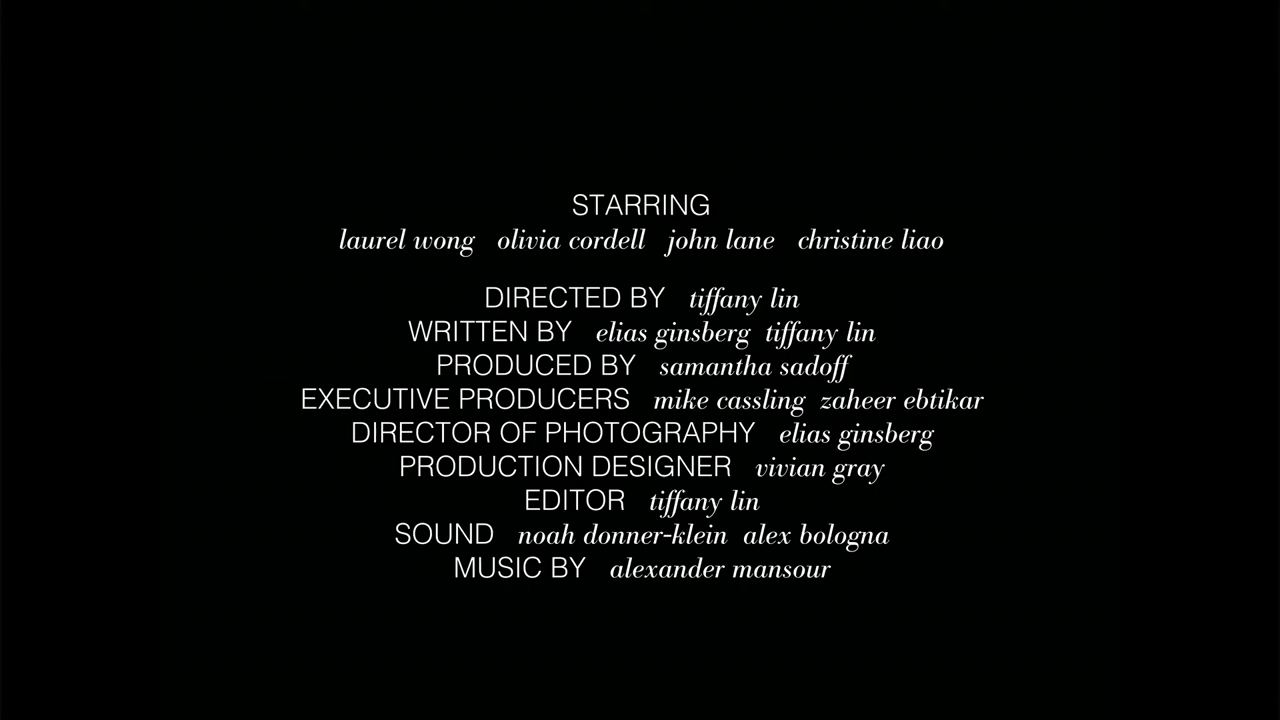 STARRING
laurel wong olivia cordell john lane christine liao
DIRECTED BY tiffany lin
WRITTEN BY elias ginsberg tiffany lin
PRODUCED BY samantha sadoff
EXECUTIVE PRODUCERS mike cassling zaheer ebtikar
DIRECTOR OF PHOTOGRAPHY elias ginsberg
PRODUCTION DESIGNER vivian gray
EDITOR tiffany lin
SOUND noah donner-klein alex bologna
MUSIC BY alexander mansour